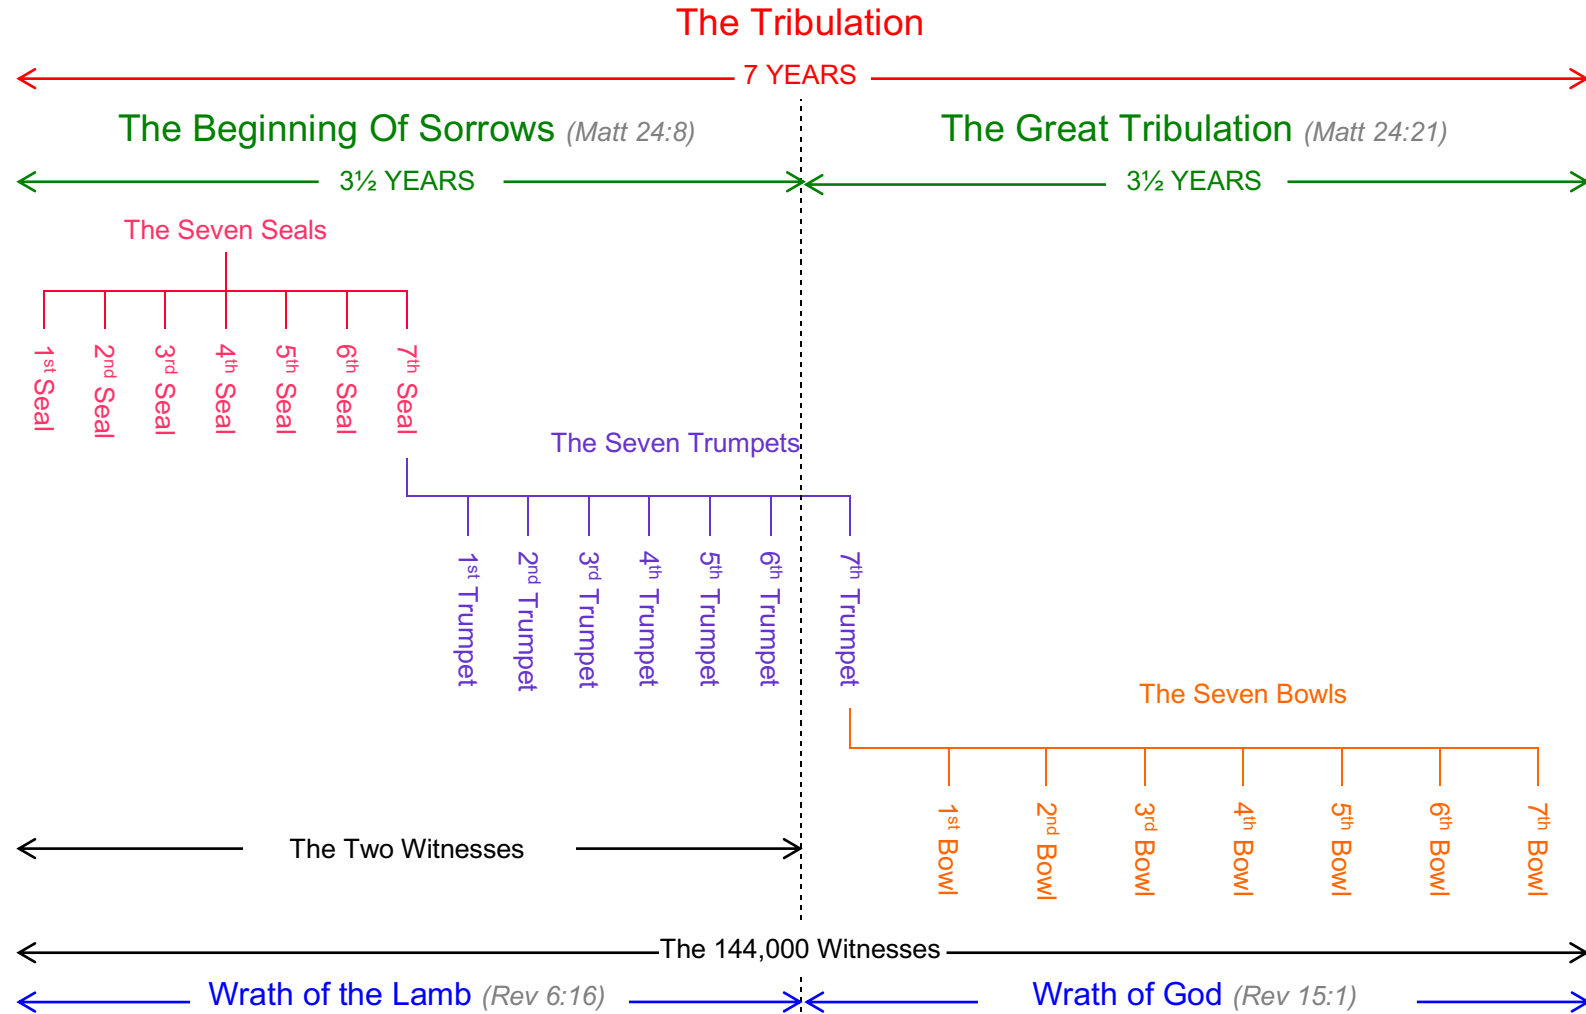 The Tribulation
7 YEARS
The Beginning Of Sorrows (Matt 24:8)
The Great Tribulation (Matt 24:21)
3½ YEARS
3½ YEARS
The Seven Seals
1st Seal
2nd Seal
3rd Seal
4th Seal
5th Seal
6th Seal
7th Seal
The Seven Trumpets
1st Trumpet
2nd Trumpet
3rd Trumpet
4th Trumpet
5th Trumpet
6th Trumpet
7th Trumpet
The Seven Bowls
1st Bowl
2nd Bowl
3rd Bowl
4th Bowl
5th Bowl
6th Bowl
7th Bowl
The Two Witnesses
The 144,000 Witnesses
Wrath of the Lamb (Rev 6:16)
Wrath of God (Rev 15:1)